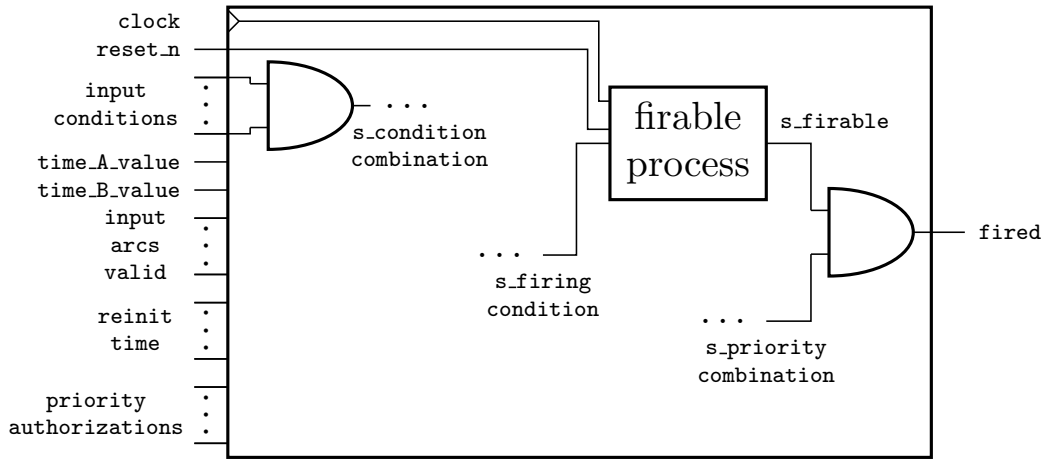 clock
reset_n
input
conditions
time_A_value
time_B_value
input
arcs
valid
reinit
time
priority
authorizations
. . .
s_condition
combination
firable
process
s_firable
. . .
s_firing
condition
. . .
s_priority
combination
fired